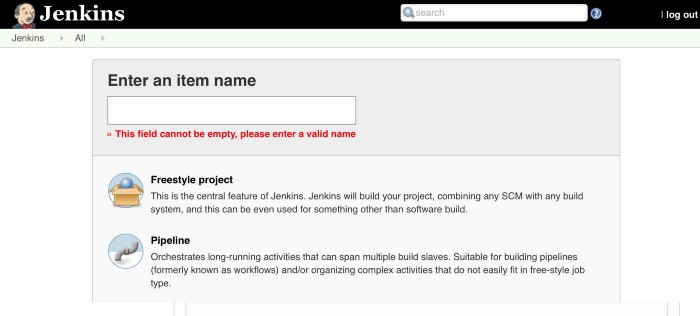 Jenkins
search
| log out
Jenkins
All
Enter an item name
» This field cannot be empty, please enter a valid name
Freestyle project
This is the central feature of Jenkins. Jenkins will build your project, combining any SCM with any build
system, and this can be even used for something other than software build.
Pipeline
Orchestrates long-running activities that can span multiple build slaves. Suitable for building pipelines
(formerly known as workflows) and/or organizing complex activities that do not easily fit in free-style job
type.